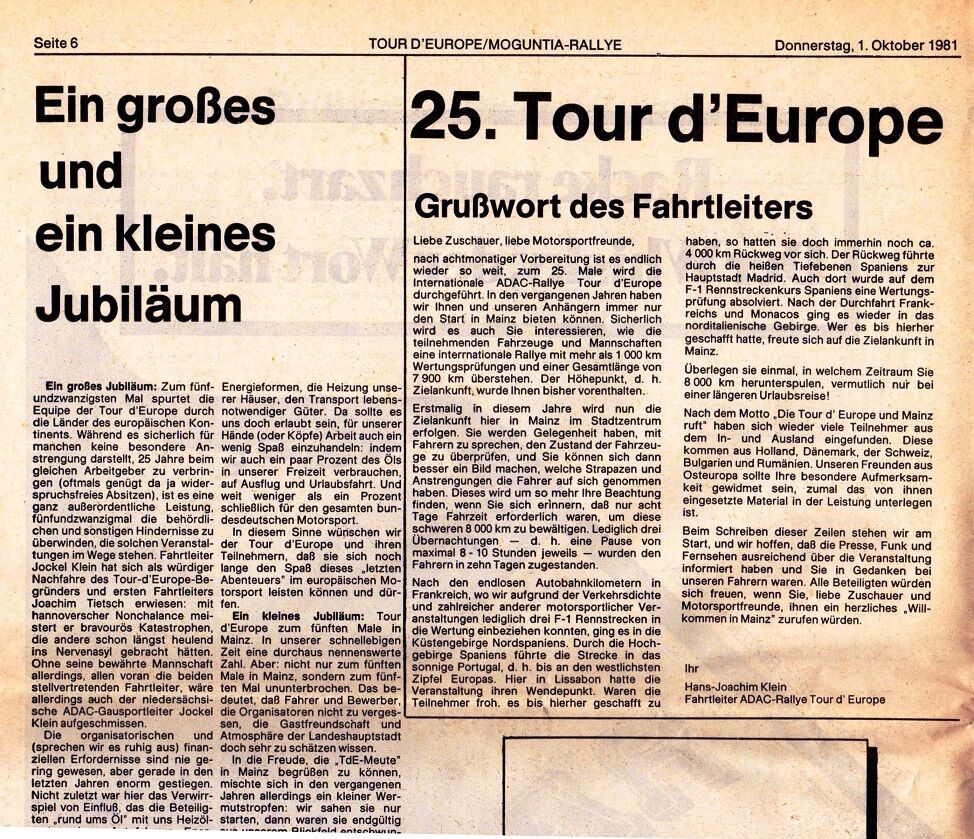 Seite 6
TOUR D'EUROPE/MOGUNTIA-RALLYE
Donnerstag, 1. Oktober 1981
Ein großes
und
ein kleines
Jubiläum
Ein großes Jubiläum: Zum fünf-
undzwanzigsten Mal spurtet die
Equipe der Tour d'Europe durch
die Länder des europäischen Kon-
tinents. Während es sicherlich für
manchen keine besondere An-
strengung darstellt, 25 Jahre beim
gleichen Arbeitgeber zu verbrin-
gen (oftmals genügt da ja wider-
spruchsfreies Absitzen), ist es eine
ganz außerordentliche Leistung,
fünfundzwanzigmal die behördli-
chen und sonstigen Hindernisse zu
überwinden, die solchen Veranstal-
tungen im Wege stehen. Fahrtleiter
Jockel Klein hat sich als würdiger
Nachfahre des Tour-d'Europe-Be-
gründers und ersten Fahrtleiters
Joachim Tietsch erwiesen: mit
hannoverscher Nonchalance mei-
stert er bravourös Katastrophen,
die andere schon längst heulend
ins Nervenasyl gebracht hätten.
Ohne seine bewährte Mannschaft
allerdings, allen voran die beiden
stellvertretenden Fahrtleiter, wäre
allerdings auch der niedersächsi-
sche ADAC-Gausportleiter Jockel
Klein aufgeschmissen.
Die organisatorischen und
(sprechen wir es ruhig aus) finan-
ziellen Erfordernisse sind nie ge-
ring gewesen, aber gerade in den
letzten Jahren enorm gestiegen.
Nicht zuletzt war hier das Verwirr-
spiel von Einfluß, das die Beteilig-
ten „rund ums Öl" mit uns Heizöl-
Energieformen, die Heizung unse-
rer Häuser, den Transport lebens-
notwendiger Güter. Da sollte es
uns doch erlaubt sein, für unserer
Hände (oder Köpfe) Arbeit auch ein
wenig Spaß einzuhandeln: indem
wir auch ein paar Prozent des Öls
in unserer Freizeit verbrauchen,
auf Ausflug und Urlaubsfahrt. Und
weit weniger als ein Prozent
schließlich für den gesamten bun-
desdeutschen Motorsport.
In diesem Sinne wünschen wir
der Tour d'Europe und ihren
Teilnehmern, daß sie sich noch
lange den Spaß dieses „letzten
Abenteuers" im europäischen Mo-
torsport leisten können und dür-
fen.
Ein kleines Jubiläum: Tour
d'Europe zum fünften Male in
Mainz. In unserer schnellebigen
Zeit eine durchaus nennenswerte
Zahl. Aber: nicht nur zum fünften
Male in Mainz, sondern zum fünf-
ten Mal ununterbrochen. Das be-
deutet, daß Fahrer und Bewerber,
die Organisatoren nicht zu verges-
sen, die Gastfreundschaft und
Atmosphäre der Landeshauptstadt
doch sehr zu schätzen wissen.
In die Freude, die „TdE-Meute"
in Mainz begrüßen zu können,
mischte sich in den vergangenen
Jahren allerdings ein kleiner Wer-
mutstropfen: wir sahen sie nur
starten, dann waren sie endgültig
aus unserem Blickfeld entschwun-
25. Tour d'Europe
Grußwort des Fahrtleiters
Liebe Zuschauer, liebe Motorsportfreunde,
nach achtmonatiger Vorbereitung ist es endlich
wieder so weit, zum 25. Male wird die
Internationale ADAC-Rallye Tour d'Europe
durchgeführt. In den vergangenen Jahren haben
wir Ihnen und unseren Anhängern immer nur
den Start in Mainz bieten können. Sicherlich
wird es auch Sie interessieren, wie die
teilnehmenden Fahrzeuge und Mannschaften
eine internationale Rallye mit mehr als 1 000 km
Wertungsprüfungen und einer Gesamtlänge von
7 900 km überstehen. Der Höhepunkt, d. h.
Zielankunft, wurde Ihnen bisher vorenthalten.
Erstmalig in diesem Jahre wird nun die
Zielankunft hier in Mainz im Stadtzentrum
erfolgen. Sie werden Gelegenheit haben, mit
Fahrern zu sprechen, den Zustand der Fahrzeu-
ge zu überprüfen, und Sie können sich dann
besser ein Bild machen, welche Strapazen und
Anstrengungen die Fahrer auf sich genommen
haben. Dieses wird um so mehr Ihre Beachtung
finden, wenn Sie sich erinnern, daß nur acht
Tage Fahrzeit erforderlich waren, um diese
schweren 8 000 km zu bewältigen. Lediglich drei
Übernachtungen — d. h. eine Pause von
maximal 8 - 10 Stunden jeweils — wurden den
Fahrern in zehn Tagen zugestanden.
Nach den endlosen Autobahnkilometern in
Frankreich, wo wir aufgrund der Verkehrsdichte
und zahlreicher anderer motorsportlicher Ver-
anstaltungen lediglich drei F-1 Rennstrecken in
die Wertung einbeziehen konnten, ging es in die
Küstengebirge Nordspaniens. Durch die Hoch-
gebirge Spaniens führte die Strecke in das
sonnige Portugal, d. h. bis an den westlichsten
Zipfel Europas. Hier in Lissabon hatte die
Veranstaltung ihren Wendepunkt. Waren die
Teilnehmer froh, es bis hierher geschafft zu
haben, so hatten sie doch immerhin noch ca.
4 000 km Rückweg vor sich. Der Rückweg führte
durch die heißen Tiefebenen Spaniens zur
Hauptstadt Madrid. Auch dort wurde auf dem
F-1 Rennstreckenkurs Spaniens eine Wertungs-
prüfung absolviert. Nach der Durchfahrt Frank-
reichs und Monacos ging es wieder in das
norditalienische Gebirge. Wer es bis hierher
geschafft hatte, freute sich auf die Zielankunft in
Mainz.
Überlegen sie einmal, in welchem Zeitraum Sie
8 000 km herunterspulen, vermutlich nur bei
einer längeren Urlaubsreise!
Nach dem Motto „Die Tour d' Europe und Mainz
ruft" haben sich wieder viele Teilnehmer aus
dem In- und Ausland eingefunden. Diese
kommen aus Holland, Dänemark, der Schweiz,
Bulgarien und Rumänien. Unseren Freunden aus
Osteuropa sollte Ihre besondere Aufmerksam-
keit gewidmet sein, zumal das von ihnen
eingesetzte Material in der Leistung unterlegen
ist.
Beim Schreiben dieser Zeilen stehen wir am
Start, und wir hoffen, daß die Presse, Funk und
Fernsehen ausreichend über die Veranstaltung
informiert haben und Sie in Gedanken bei
unseren Fahrern waren. Alle Beteiligten würden
sich freuen, wenn Sie, liebe Zuschauer und
Motorsportfreunde, ihnen ein herzliches „Will-
kommen in Mainz" zurufen würden.
Ihr
Hans-Joachim Klein
Fahrtleiter ADAC-Rallye Tour d' Europe